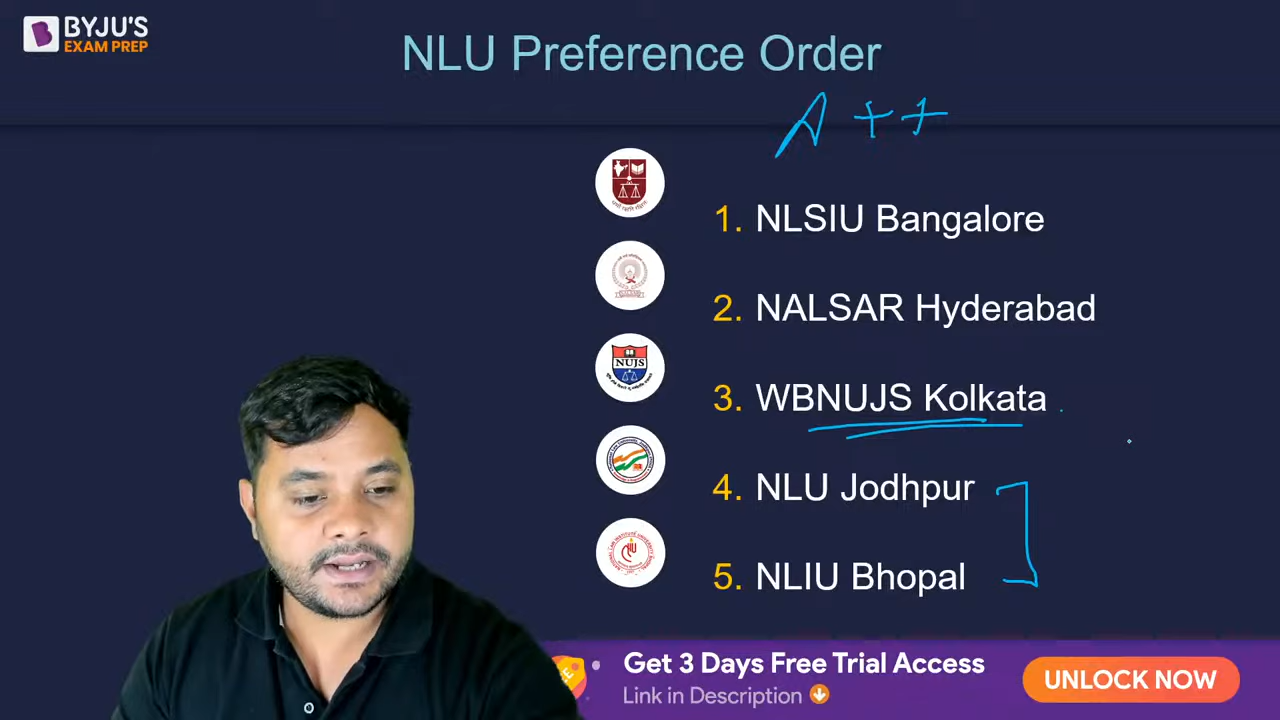 BYJU'S
EXAM PREP
NLU Preference Order
A++
1. NLSIU Bangalore
2. NALSAR Hyderabad
NUJS
3. WBNUJS Kolkata
4. NLU Jodhpur
5. NLIU Bhopal
Get 3 Days Free Trial Access
Link in Description
UNLOCK NOW